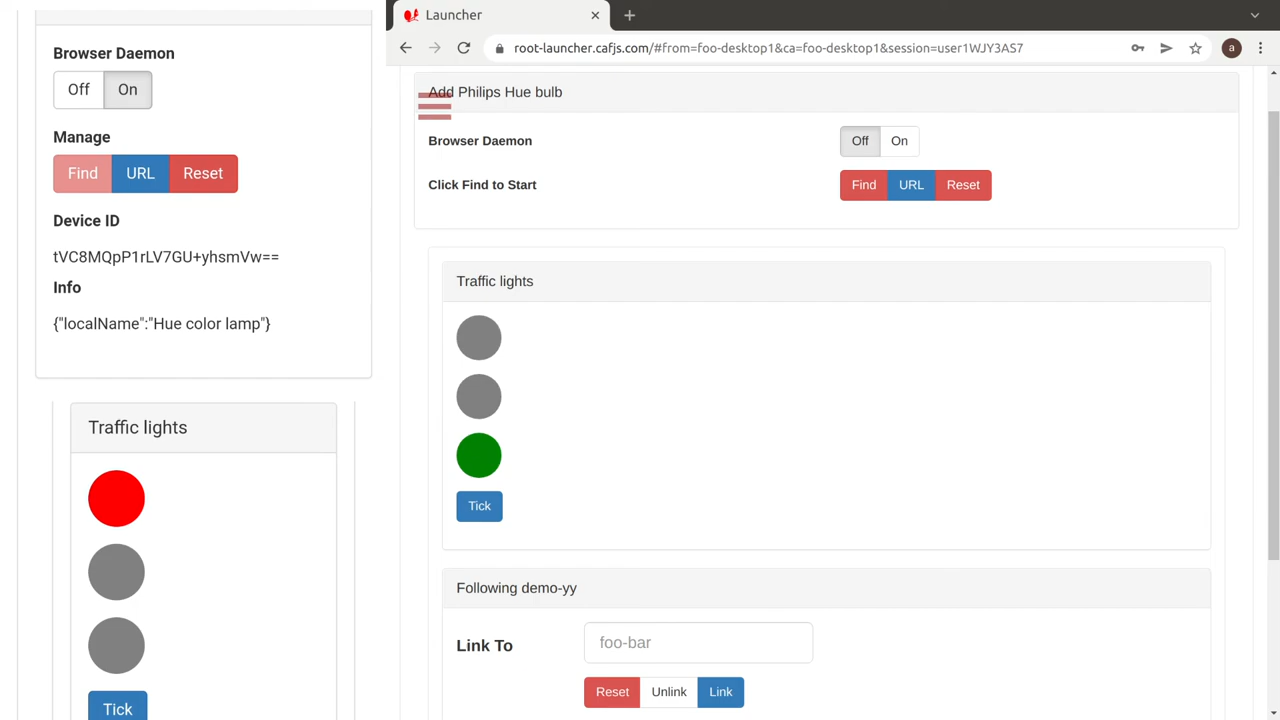 Browser Daemon
Off On
Manage
Find URL Reset
Device ID
tVC8MQpP1rLV7GU+yhsmVw==
Info
{"localName":"Hue color lamp"}
Traffic lights
Tick
Launcher
root-launcher.cafjs.com/#from=foo-desktop1&ca=foo-desktop1&session=user1WJY3AS7
a
Add Philips Hue bulb
Browser Daemon
Off On
Click Find to Start
Find URL Reset
Traffic lights
Tick
Following demo-yy
Link To
foo-bar
Reset Unlink Link